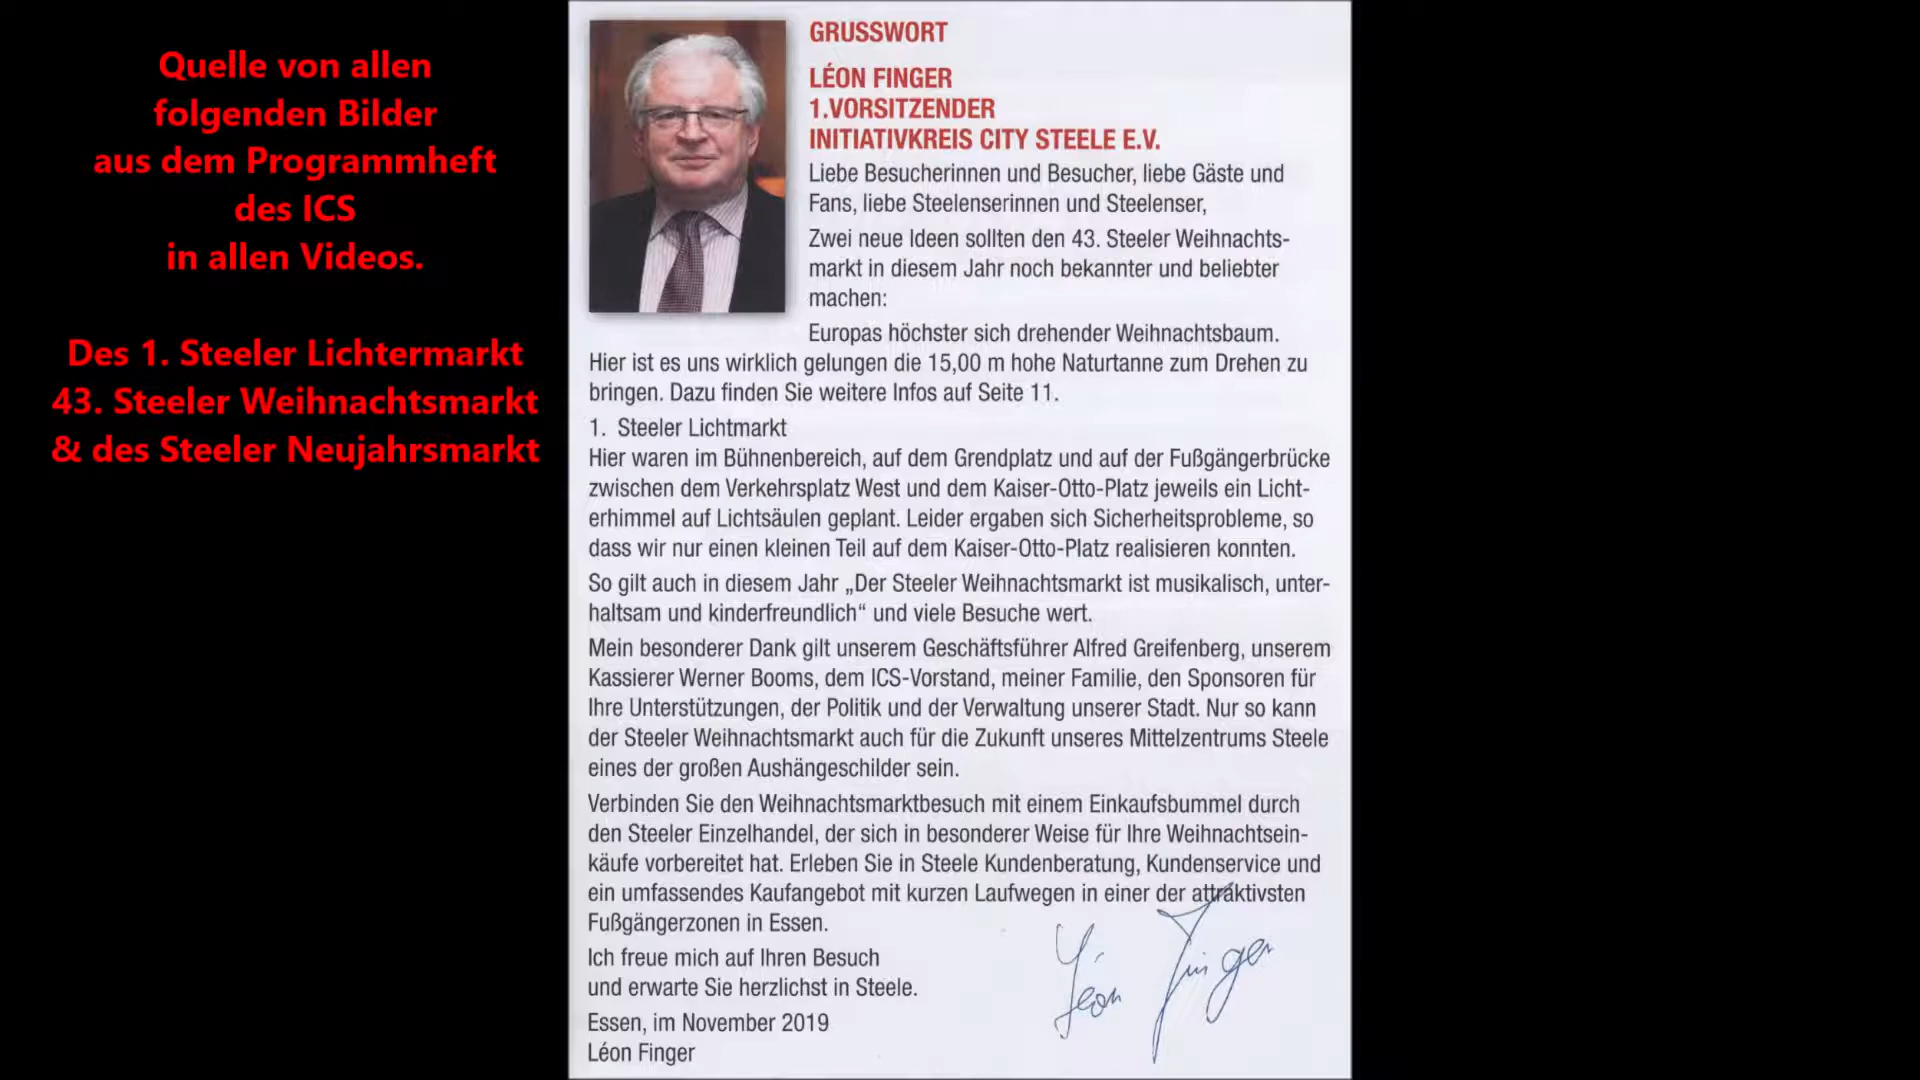 Quelle von allen
folgenden Bilder
aus dem Programmheft
des ICS
in allen Videos.
Des 1. Steeler Lichtermarkt
43. Steeler Weihnachtsmarkt
& des Steeler Neujahrsmarkt
GRUSSWORT
LÉON FINGER
1.VORSITZENDER
INITIATIVKREIS CITY STEELE E.V.
Liebe Besucherinnen und Besucher, liebe Gäste und
Fans, liebe Steelenserinnen und Steelenser,
Zwei neue Ideen sollten den 43. Steeler Weihnachts-
markt in diesem Jahr noch bekannter und beliebter
machen:
Europas höchster sich drehender Weihnachtsbaum.
Hier ist es uns wirklich gelungen die 15,00 m hohe Naturtanne zum Drehen zu
bringen. Dazu finden Sie weitere Infos auf Seite 11.
1. Steeler Lichtmarkt
Hier waren im Bühnenbereich, auf dem Grendplatz und auf der Fußgängerbrücke
zwischen dem Verkehrsplatz West und dem Kaiser-Otto-Platz jeweils ein Licht-
erhimmel auf Lichtsäulen geplant. Leider ergaben sich Sicherheitsprobleme, so
dass wir nur einen kleinen Teil auf dem Kaiser-Otto-Platz realisieren konnten.
So gilt auch in diesem Jahr „Der Steeler Weihnachtsmarkt ist musikalisch, unter-
haltsam und kinderfreundlich“ und viele Besuche wert.
Mein besonderer Dank gilt unserem Geschäftsführer Alfred Greifenberg, unserem
Kassierer Werner Booms, dem ICS-Vorstand, meiner Familie, den Sponsoren für
Ihre Unterstützungen, der Politik und der Verwaltung unserer Stadt. Nur so kann
der Steeler Weihnachtsmarkt auch für die Zukunft unseres Mittelzentrums Steele
eines der großen Aushängeschilder sein.
Verbinden Sie den Weihnachtsmarktbesuch mit einem Einkaufsbummel durch
den Steeler Einzelhandel, der sich in besonderer Weise für Ihre Weihnachtsein-
käufe vorbereitet hat. Erleben Sie in Steele Kundenberatung, Kundenservice und
ein umfassendes Kaufangebot mit kurzen Laufwegen in einer der attraktivsten
Fußgängerzonen in Essen.
Ich freue mich auf Ihren Besuch
und erwarte Sie herzlichst in Steele.
Essen, im November 2019
Léon Finger
Léon Finger